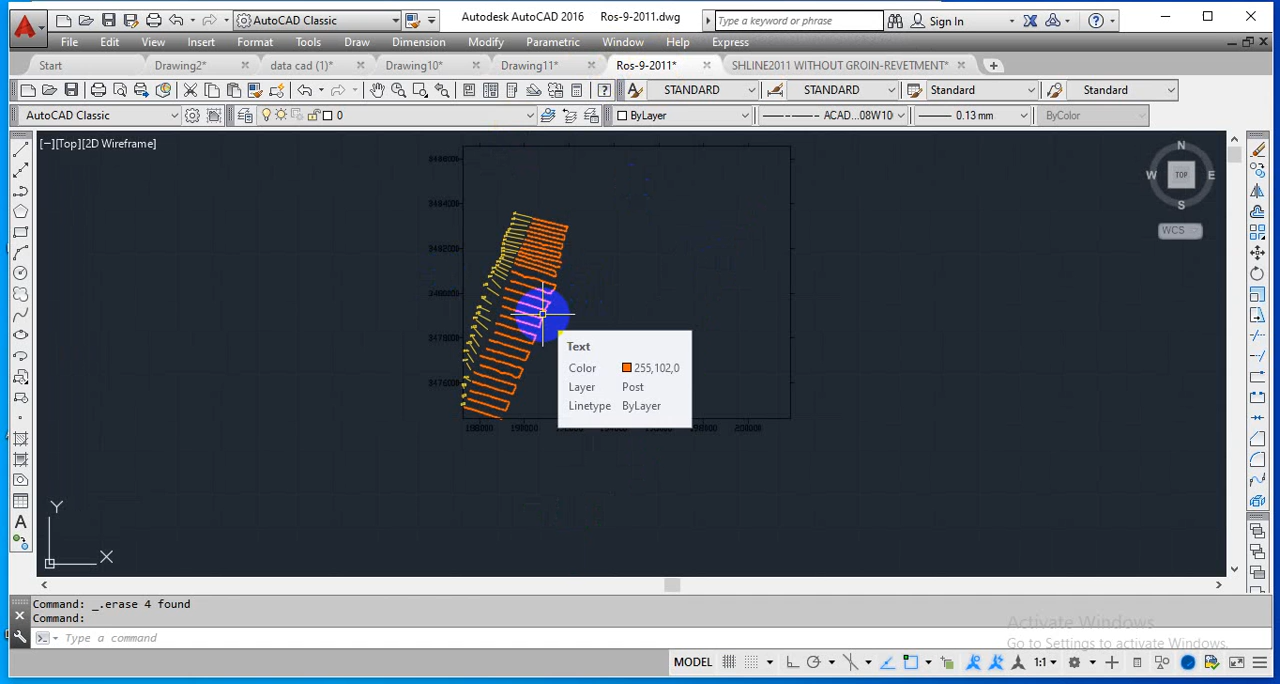 AutoCAD Classic
Autodesk AutoCAD 2016 Ros-9-2011.dwg
Type a keyword or phrase
Sign In
File Edit View Insert Format Tools Draw Dimension Modify Parametric Window Help Express
Start Drawing2* data cad (1)* Drawing10* Drawing11* Ros-9-2011* SHLINE2011 WITHOUT GROIN-REVETMENT*
STANDARD STANDARD Standard Standard
AutoCAD Classic 0 ByLayer ACAD...08W10 0.13 mm ByColor
[−][Top][2D Wireframe]
N
W TOP E
S
WCS
Text
Color 255,102,0
Layer Post
Linetype ByLayer
Y
X
Command: _.erase 4 found
Command:
Type a command
Activate Windows
Go to Settings to activate Windows.
MODEL 1:1